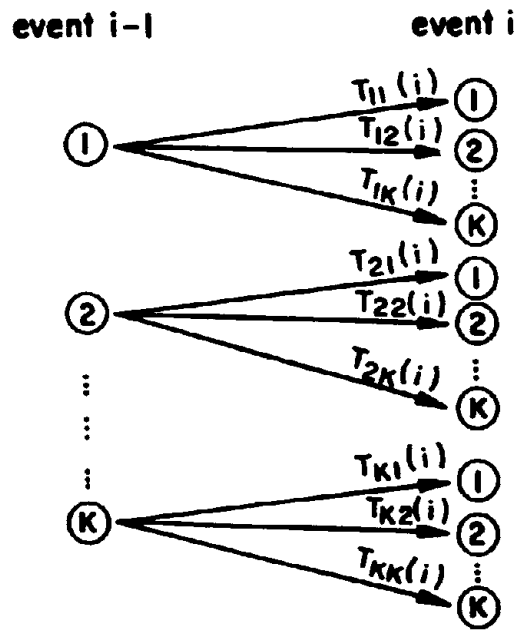 event i-1 event i
T11(i) 1
1 T12(i) 2
T1K(i) K
T21(i) 1
2 T22(i) 2
T2K(i) K
TK1(i) 1
K TK2(i) 2
TKK(i) K